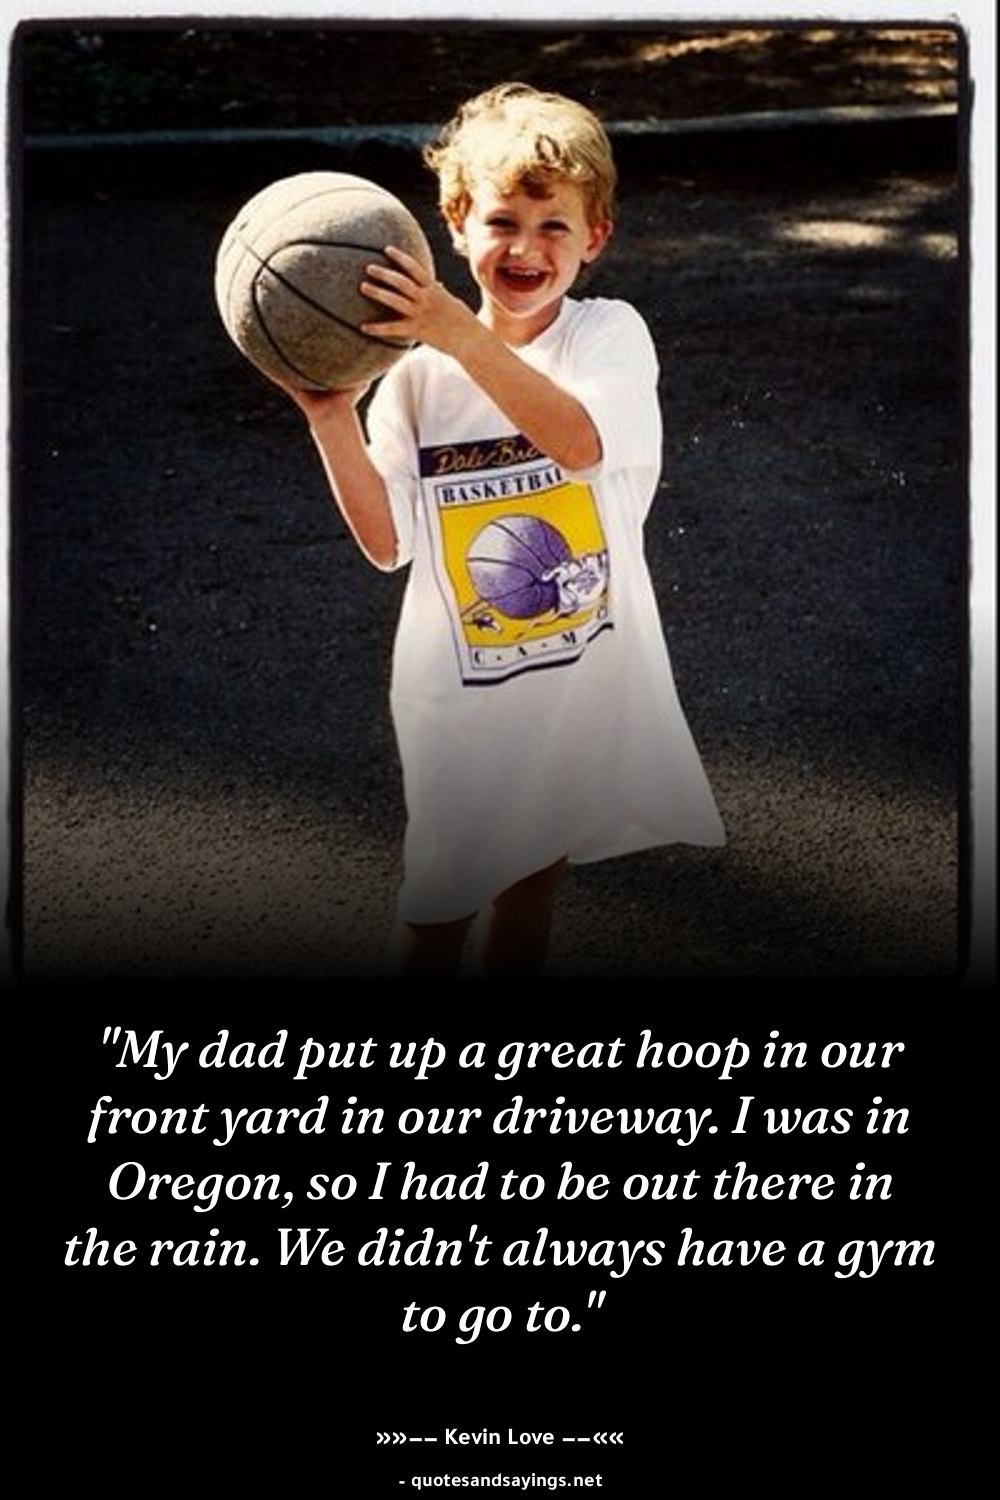 BASKETBAL
C · A · M
"My dad put up a great hoop in our
front yard in our driveway. I was in
Oregon, so I had to be out there in
the rain. We didn't always have a gym
to go to."
»»–– Kevin Love ––««
- quotesandsayings.net